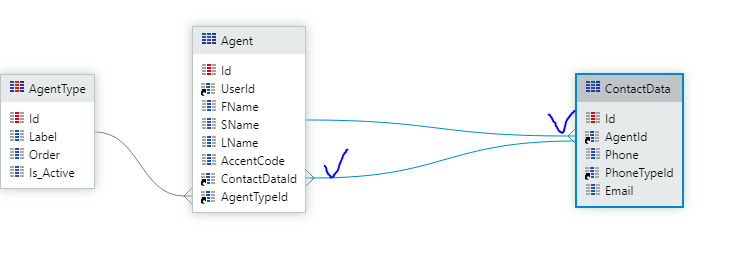 AgentType
Id
Label
Order
Is_Active
Agent
Id
UserId
FName
SName
LName
AccentCode
ContactDataId
AgentTypeId
ContactData
Id
AgentId
Phone
PhoneTypeId
Email